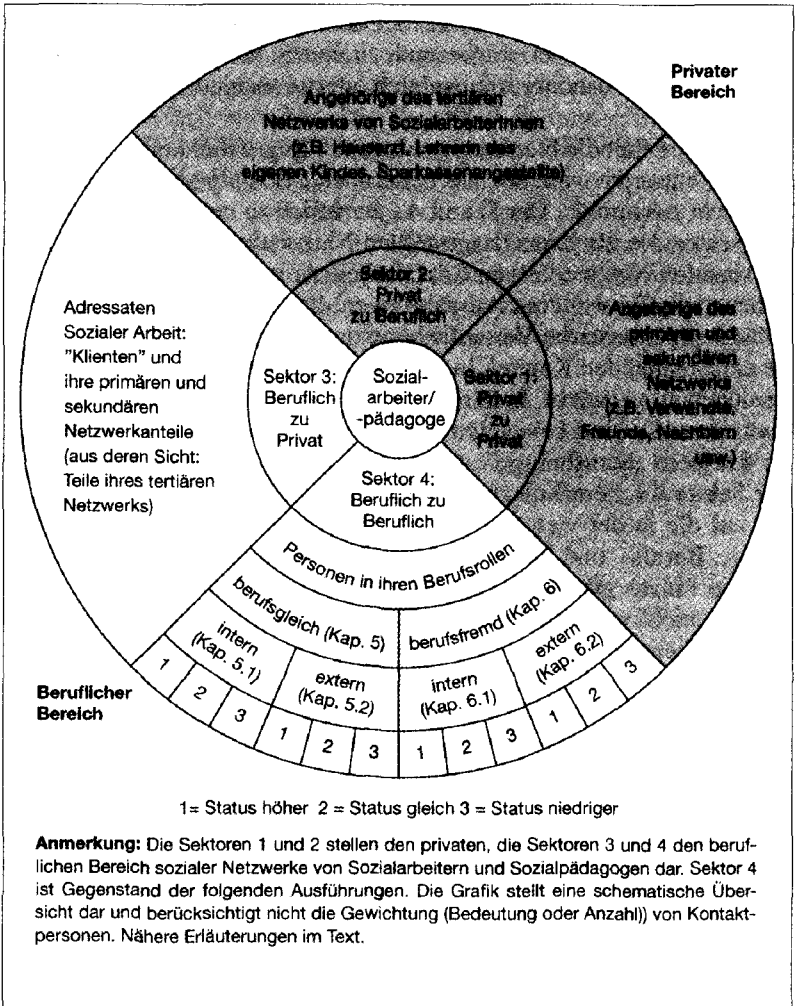 Privater
Bereich
Angehörige des tertiären
Netzwerks von SozialarbeiterInnen
(z.B. Hausarzt, Lehrerin des
eigenen Kindes, Sparkassenangestellte)
Sektor 2:
Privat
zu Beruflich
Adressaten
Sozialer Arbeit:
"Klienten" und
ihre primären und
sekundären
Netzwerkanteile
(aus deren Sicht:
Teile ihres tertiären
Netzwerks)
Sektor 3:
Beruflich
zu
Privat
Sozial-
arbeiter/
-pädagoge
Sektor 1:
Privat
zu
Privat
Angehörige des
primären und
sekundären
Netzwerks
(z.B. Verwandte,
Freunde, Nachbarn
usw.)
Sektor 4:
Beruflich zu
Beruflich
Personen in ihren Berufsrollen
berufsgleich (Kap. 5)
berufsfremd (Kap. 6)
intern
(Kap. 5.1)
extern
(Kap. 5.2)
intern
(Kap. 6.1)
extern
(Kap. 6.2)
1 2 3 1 2 3 1 2 3 1 2 3
Beruflicher
Bereich
1= Status höher 2 = Status gleich 3 = Status niedriger
Anmerkung: Die Sektoren 1 und 2 stellen den privaten, die Sektoren 3 und 4 den beruf-
lichen Bereich sozialer Netzwerke von Sozialarbeitern und Sozialpädagogen dar. Sektor 4
ist Gegenstand der folgenden Ausführungen. Die Grafik stellt eine schematische Über-
sicht dar und berücksichtigt nicht die Gewichtung (Bedeutung oder Anzahl)) von Kontakt-
personen. Nähere Erläuterungen im Text.